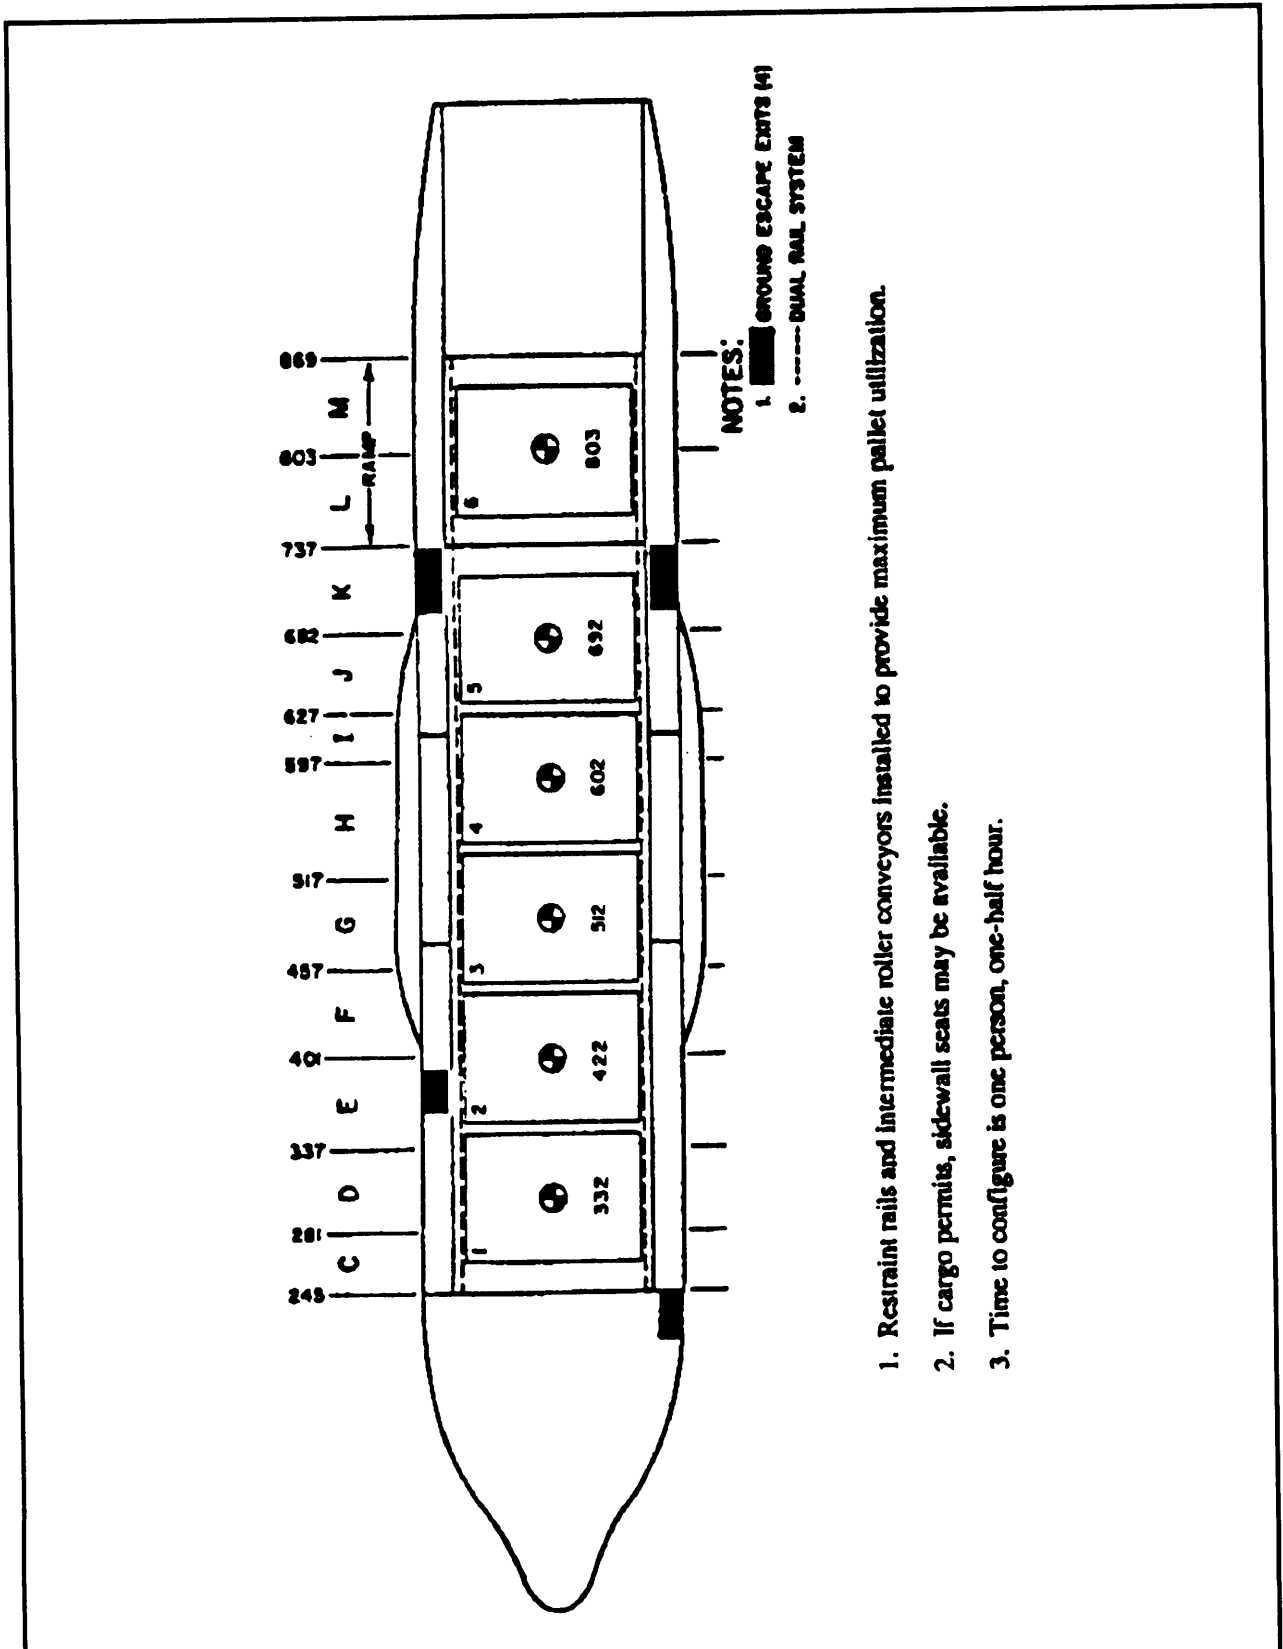 245 281 337 401 457 517 597 627 682 737 803 869
C D E F G H I J K L M
RAMP
1 2 3 4 5 6
332 422 512 602 692 803
NOTES:
1. GROUND ESCAPE EXITS (4)
2. ----- DUAL RAIL SYSTEM
1. Restraint rails and intermediate roller conveyors installed to provide maximum pallet utilization.
2. If cargo permits, sidewall seats may be available.
3. Time to configure is one person, one-half hour.